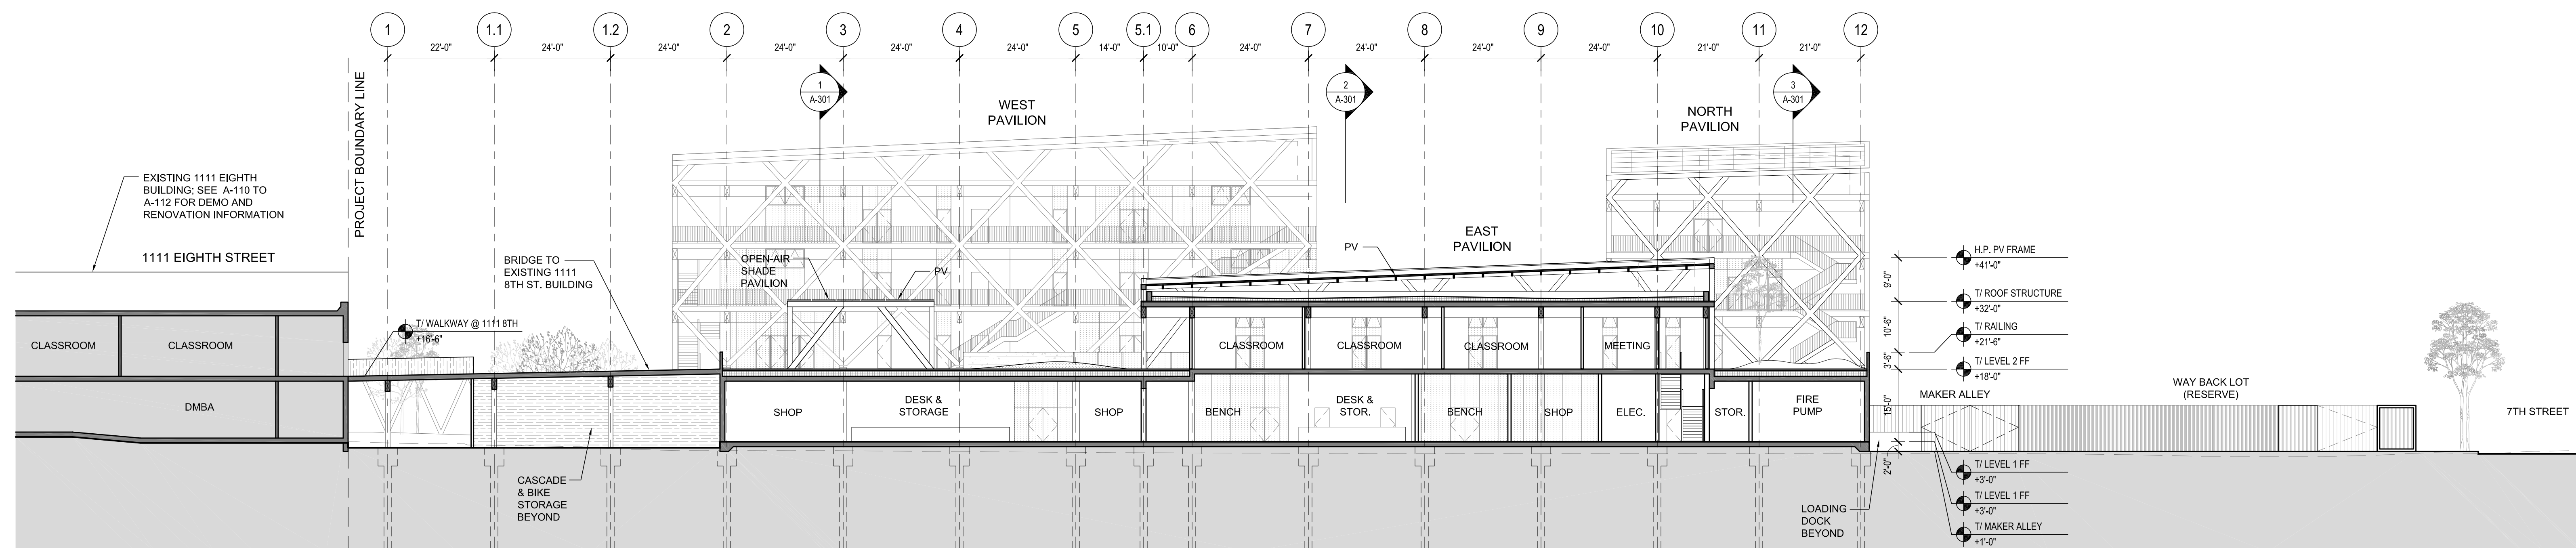 1 1.1 1.2 2 3 4 5 5.1 6 7 8 9 10 11 12
22'-0" 24'-0" 24'-0" 24'-0" 24'-0" 24'-0" 14'-0" 10'-0" 24'-0" 24'-0" 24'-0" 24'-0" 21'-0" 21'-0"
PROJECT BOUNDARY LINE
1
A-301
2
A-301
3
A-301
WEST
PAVILION
NORTH
PAVILION
EAST
PAVILION
EXISTING 1111 EIGHTH
BUILDING; SEE A-110 TO
A-112 FOR DEMO AND
RENOVATION INFORMATION
1111 EIGHTH STREET
BRIDGE TO
EXISTING 1111
8TH ST. BUILDING
OPEN-AIR
SHADE
PAVILION
PV
PV
T/ WALKWAY @ 1111 8TH
+16'-6"
CLASSROOM
CLASSROOM
DMBA
CLASSROOM
CLASSROOM
CLASSROOM
MEETING
SHOP
DESK &
STORAGE
SHOP
BENCH
DESK &
STOR.
BENCH
SHOP
ELEC.
STOR.
FIRE
PUMP
CASCADE
& BIKE
STORAGE
BEYOND
LOADING
DOCK
BEYOND
9'-0"
10'-6"
3'-6"
15'-0"
2'-0"
H.P. PV FRAME
+41'-0"
T/ ROOF STRUCTURE
+32'-0"
T/ RAILING
+21'-6"
T/ LEVEL 2 FF
+18'-0"
MAKER ALLEY
WAY BACK LOT
(RESERVE)
7TH STREET
T/ LEVEL 1 FF
+3'-0"
T/ LEVEL 1 FF
+3'-0"
T/ MAKER ALLEY
+1'-0"